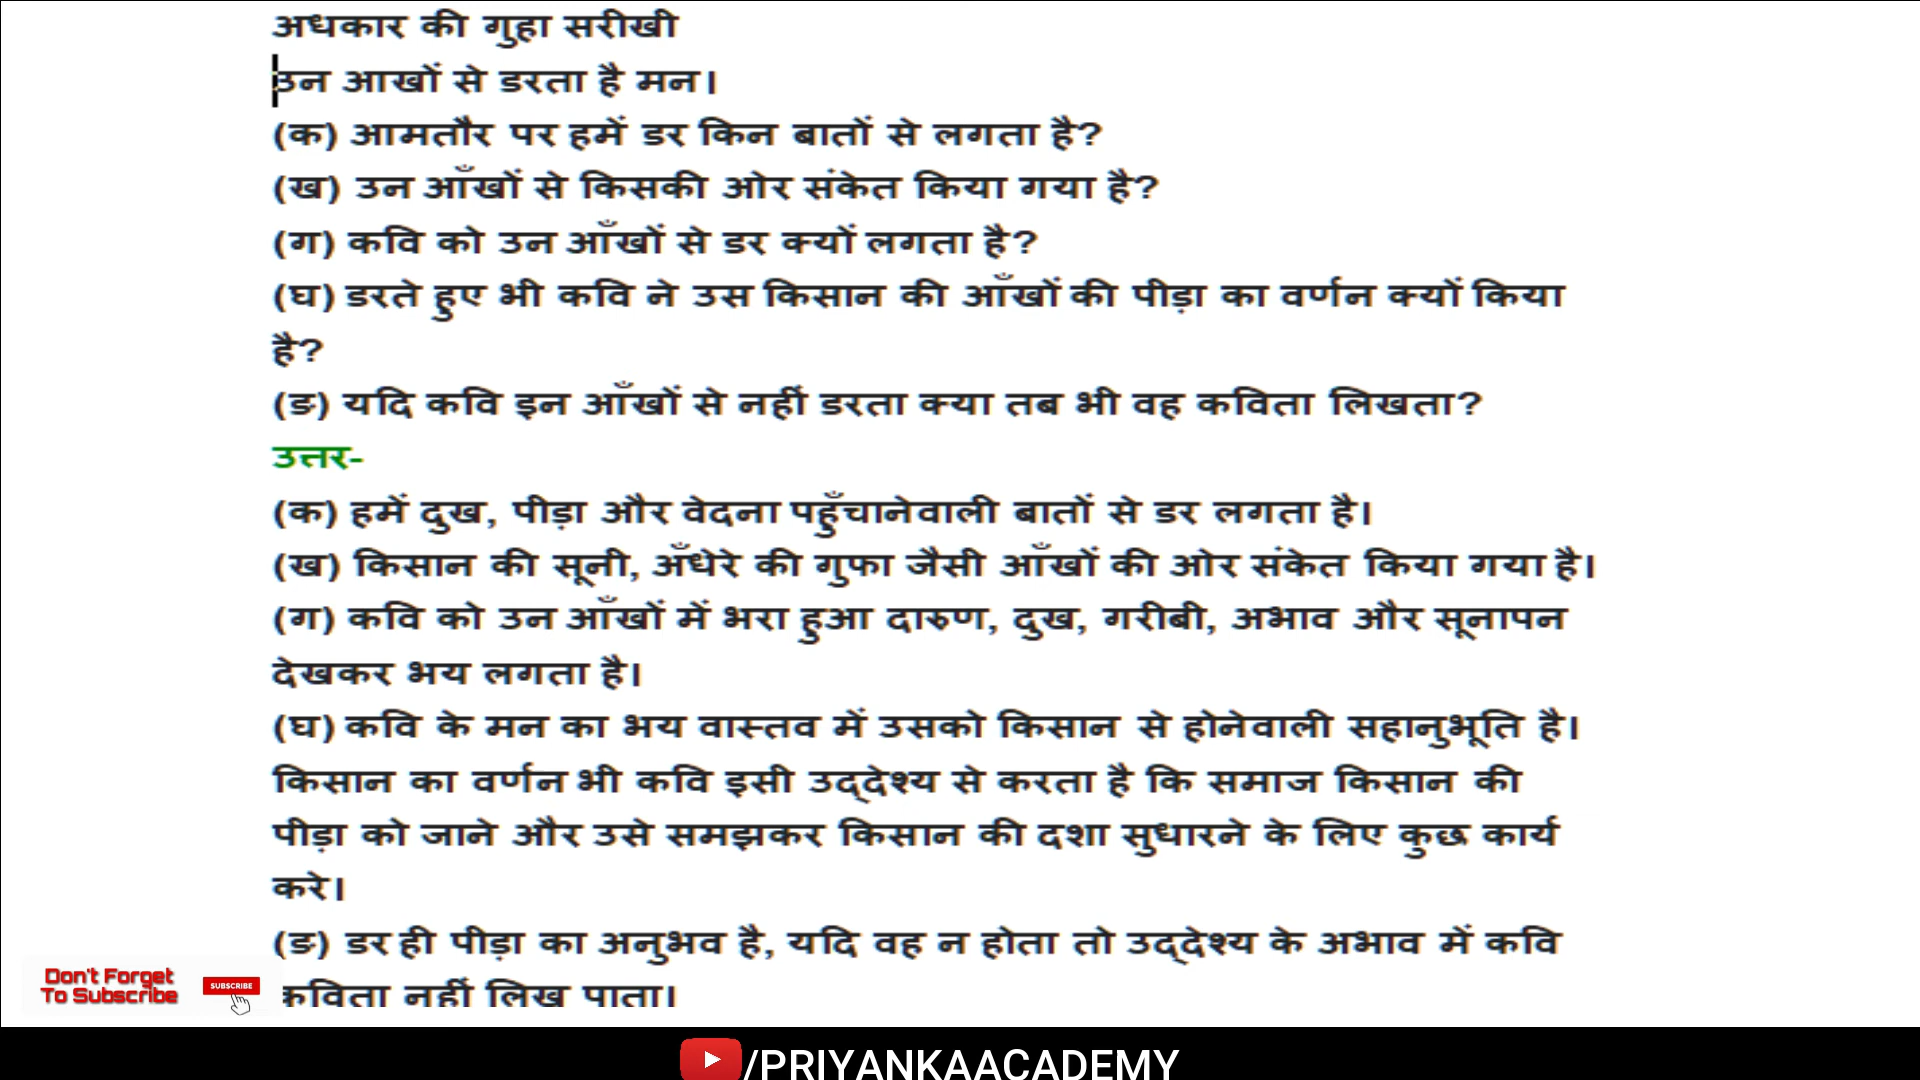 अधकार की गुहा सरीखी
उन आखों से डरता है मन।
(क) आमतौर पर हमें डर किन बातों से लगता है?
(ख) उन आँखों से किसकी ओर संकेत किया गया है?
(ग) कवि को उन आँखों से डर क्यों लगता है?
(घ) डरते हुए भी कवि ने उस किसान की आँखों की पीड़ा का वर्णन क्यों किया
है?
(ङ) यदि कवि इन आँखों से नहीं डरता क्या तब भी वह कविता लिखता?
उत्तर-
(क) हमें दुख, पीड़ा और वेदना पहुँचानेवाली बातों से डर लगता है।
(ख) किसान की सूनी, अँधेरे की गुफा जैसी आँखों की ओर संकेत किया गया है।
(ग) कवि को उन आँखों में भरा हुआ दारुण, दुख, गरीबी, अभाव और सूनापन
देखकर भय लगता है।
(घ) कवि के मन का भय वास्तव में उसको किसान से होनेवाली सहानुभूति है।
किसान का वर्णन भी कवि इसी उद्देश्य से करता है कि समाज किसान की
पीड़ा को जाने और उसे समझकर किसान की दशा सुधारने के लिए कुछ कार्य
करे।
(ङ) डर ही पीड़ा का अनुभव है, यदि वह न होता तो उद्देश्य के अभाव में कवि
कविता नहीं लिख पाता।
Don't Forget
To Subscribe
SUBSCRIBE
/PRIYANKAACADEMY